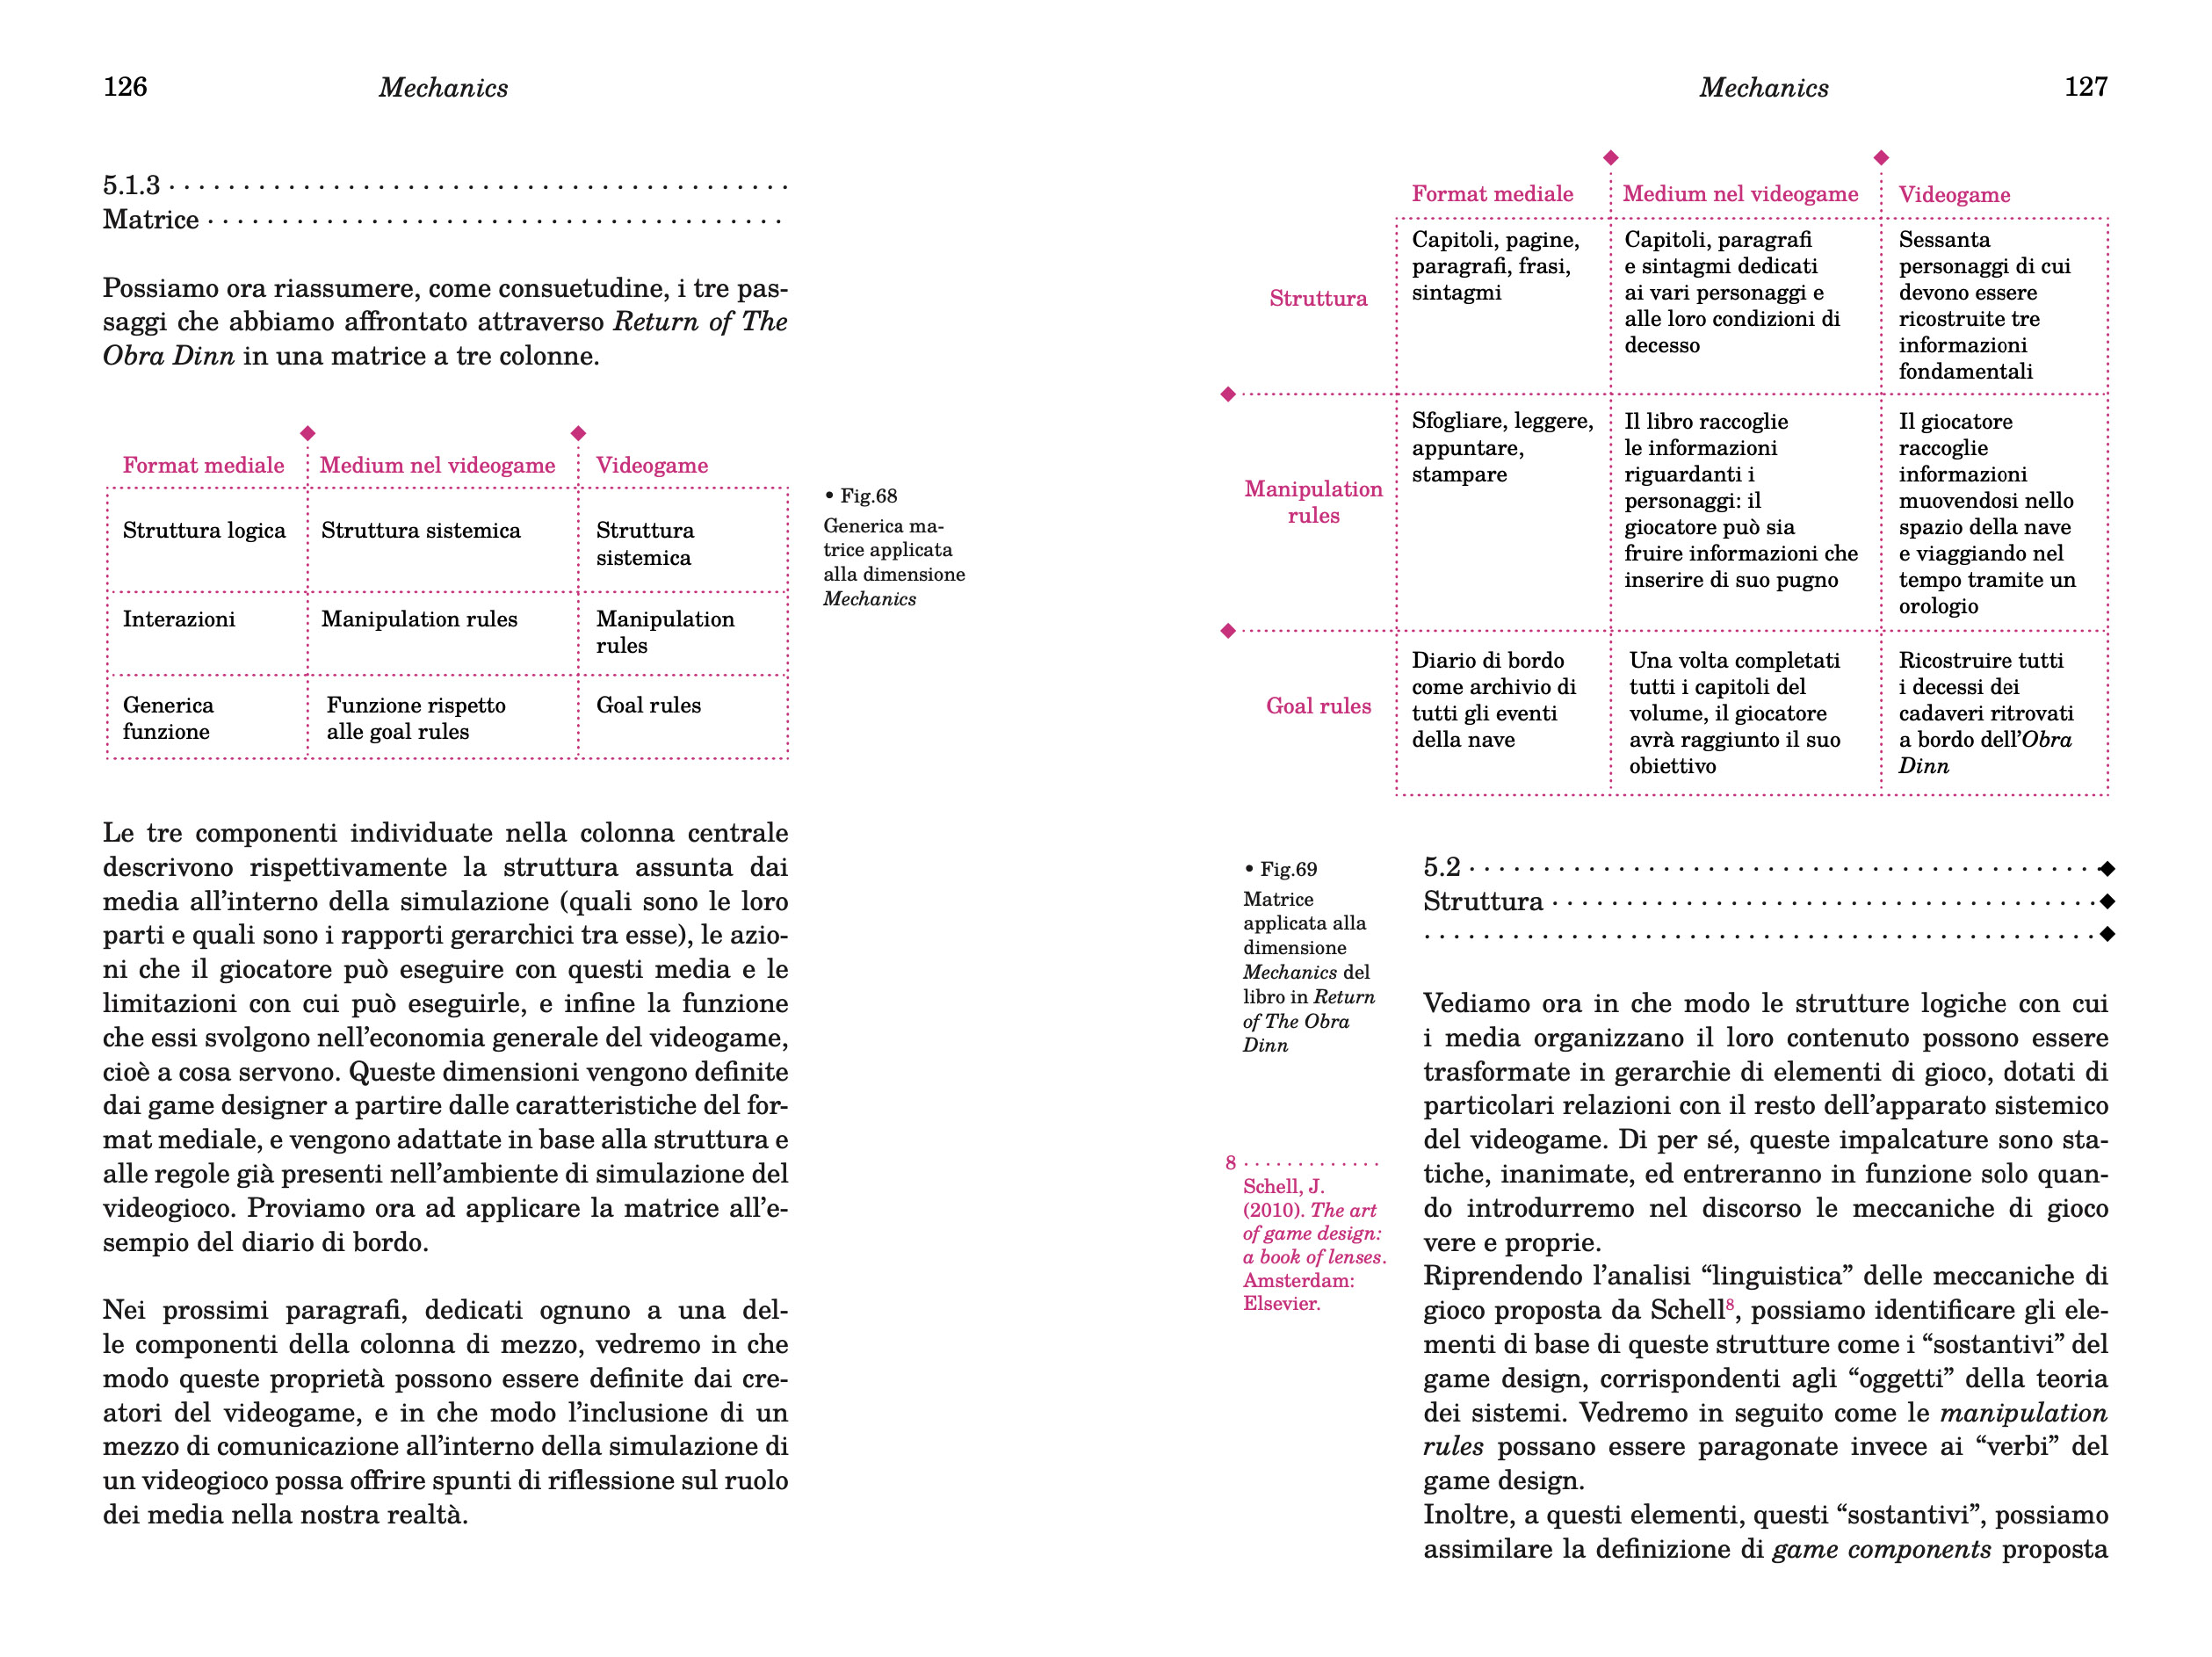 126
Mechanics
5.1.3
Matrice
Possiamo ora riassumere, come consuetudine, i tre pas-
saggi che abbiamo affrontato attraverso Return of The
Obra Dinn in una matrice a tre colonne.
Format mediale
Medium nel videogame
Videogame
Struttura logica
Struttura sistemica
Struttura
sistemica
Interazioni
Manipulation rules
Manipulation
rules
Generica
funzione
Funzione rispetto
alle goal rules
Goal rules
• Fig.68
Generica ma-
trice applicata
alla dimensione
Mechanics
Le tre componenti individuate nella colonna centrale
descrivono rispettivamente la struttura assunta dai
media all’interno della simulazione (quali sono le loro
parti e quali sono i rapporti gerarchici tra esse), le azio-
ni che il giocatore può eseguire con questi media e le
limitazioni con cui può eseguirle, e infine la funzione
che essi svolgono nell’economia generale del videogame,
cioè a cosa servono. Queste dimensioni vengono definite
dai game designer a partire dalle caratteristiche del for-
mat mediale, e vengono adattate in base alla struttura e
alle regole già presenti nell’ambiente di simulazione del
videogioco. Proviamo ora ad applicare la matrice all’e-
sempio del diario di bordo.
Nei prossimi paragrafi, dedicati ognuno a una del-
le componenti della colonna di mezzo, vedremo in che
modo queste proprietà possono essere definite dai cre-
atori del videogame, e in che modo l’inclusione di un
mezzo di comunicazione all’interno della simulazione di
un videogioco possa offrire spunti di riflessione sul ruolo
dei media nella nostra realtà.
Mechanics
127
Format mediale
Medium nel videogame
Videogame
Struttura
Capitoli, pagine,
paragrafi, frasi,
sintagmi
Capitoli, paragrafi
e sintagmi dedicati
ai vari personaggi e
alle loro condizioni di
decesso
Sessanta
personaggi di cui
devono essere
ricostruite tre
informazioni
fondamentali
Manipulation
rules
Sfogliare, leggere,
appuntare,
stampare
Il libro raccoglie
le informazioni
riguardanti i
personaggi: il
giocatore può sia
fruire informazioni che
inserire di suo pugno
Il giocatore
raccoglie
informazioni
muovendosi nello
spazio della nave
e viaggiando nel
tempo tramite un
orologio
Goal rules
Diario di bordo
come archivio di
tutti gli eventi
della nave
Una volta completati
tutti i capitoli del
volume, il giocatore
avrà raggiunto il suo
obiettivo
Ricostruire tutti
i decessi dei
cadaveri ritrovati
a bordo dell’Obra
Dinn
• Fig.69
Matrice
applicata alla
dimensione
Mechanics del
libro in Return
of The Obra
Dinn
5.2
Struttura
Vediamo ora in che modo le strutture logiche con cui
i media organizzano il loro contenuto possono essere
trasformate in gerarchie di elementi di gioco, dotati di
particolari relazioni con il resto dell’apparato sistemico
del videogame. Di per sé, queste impalcature sono sta-
tiche, inanimate, ed entreranno in funzione solo quan-
do introdurremo nel discorso le meccaniche di gioco
vere e proprie.
Riprendendo l’analisi “linguistica” delle meccaniche di
gioco proposta da Schell8, possiamo identificare gli ele-
menti di base di queste strutture come i “sostantivi” del
game design, corrispondenti agli “oggetti” della teoria
dei sistemi. Vedremo in seguito come le manipulation
rules possano essere paragonate invece ai “verbi” del
game design.
Inoltre, a questi elementi, questi “sostantivi”, possiamo
assimilare la definizione di game components proposta
8
Schell, J.
(2010). The art
of game design:
a book of lenses.
Amsterdam:
Elsevier.